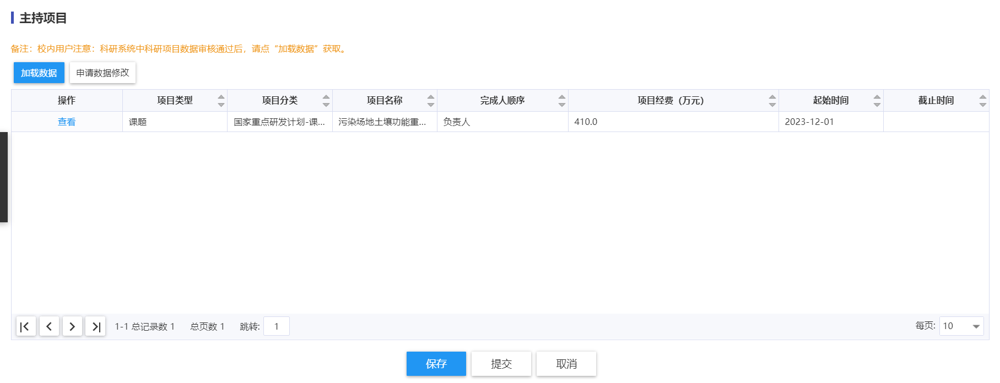 主持项目
备注：校内用户注意：科研系统中科研项目数据审核通过后，请点“加载数据”获取。
加载数据 申请数据修改
操作 项目类型 项目分类 项目名称 完成人顺序 项目经费（万元） 起始时间 截止时间
查看 课题 国家重点研发计划-课... 污染场地土壤功能重... 负责人 410.0 2023-12-01
1-1 总记录数 1 总页数 1 跳转: 1 每页: 10
保存 提交 取消